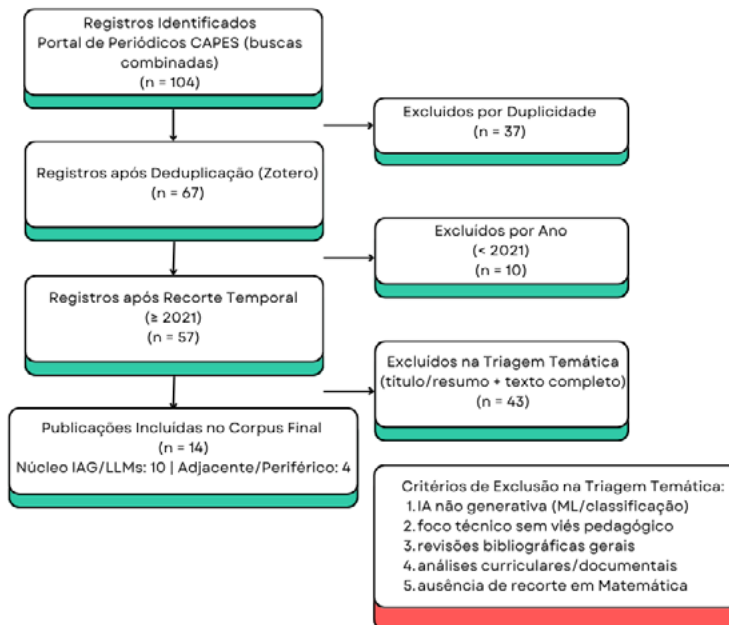 Registros Identificados
Portal de Periódicos CAPES (buscas
combinadas)
(n = 104)
Excluidos por Duplicidade
(n = 37)
Registros após Deduplicação (Zotero)
(n = 67)
Excluidos por Ano
(< 2021)
(n = 10)
Registros após Recorte Temporal
(≥ 2021)
(n = 57)
Excluidos na Triagem Temática
(título/resumo + texto completo)
(n = 43)
Publicações Incluídas no Corpus Final
(n = 14)
Núcleo IAG/LLMs: 10 | Adjacente/Periférico: 4
Critérios de Exclusão na Triagem Temática:
1. IA não generativa (ML/classificação)
2. foco técnico sem viés pedagógico
3. revisões bibliográficas gerais
4. análises curriculares/documentais
5. ausência de recorte em Matemática